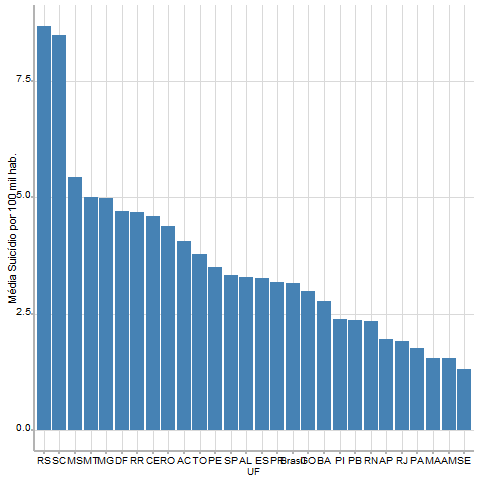 7.5
5.0
2.5
0.0
Média Suicídio por 100 mil hab.
RS SC MS MT MG DF RR CE RO AC TO PE SP AL ES PR Brasil GO BA PI PB RN AP RJ PA MA AM SE
UF